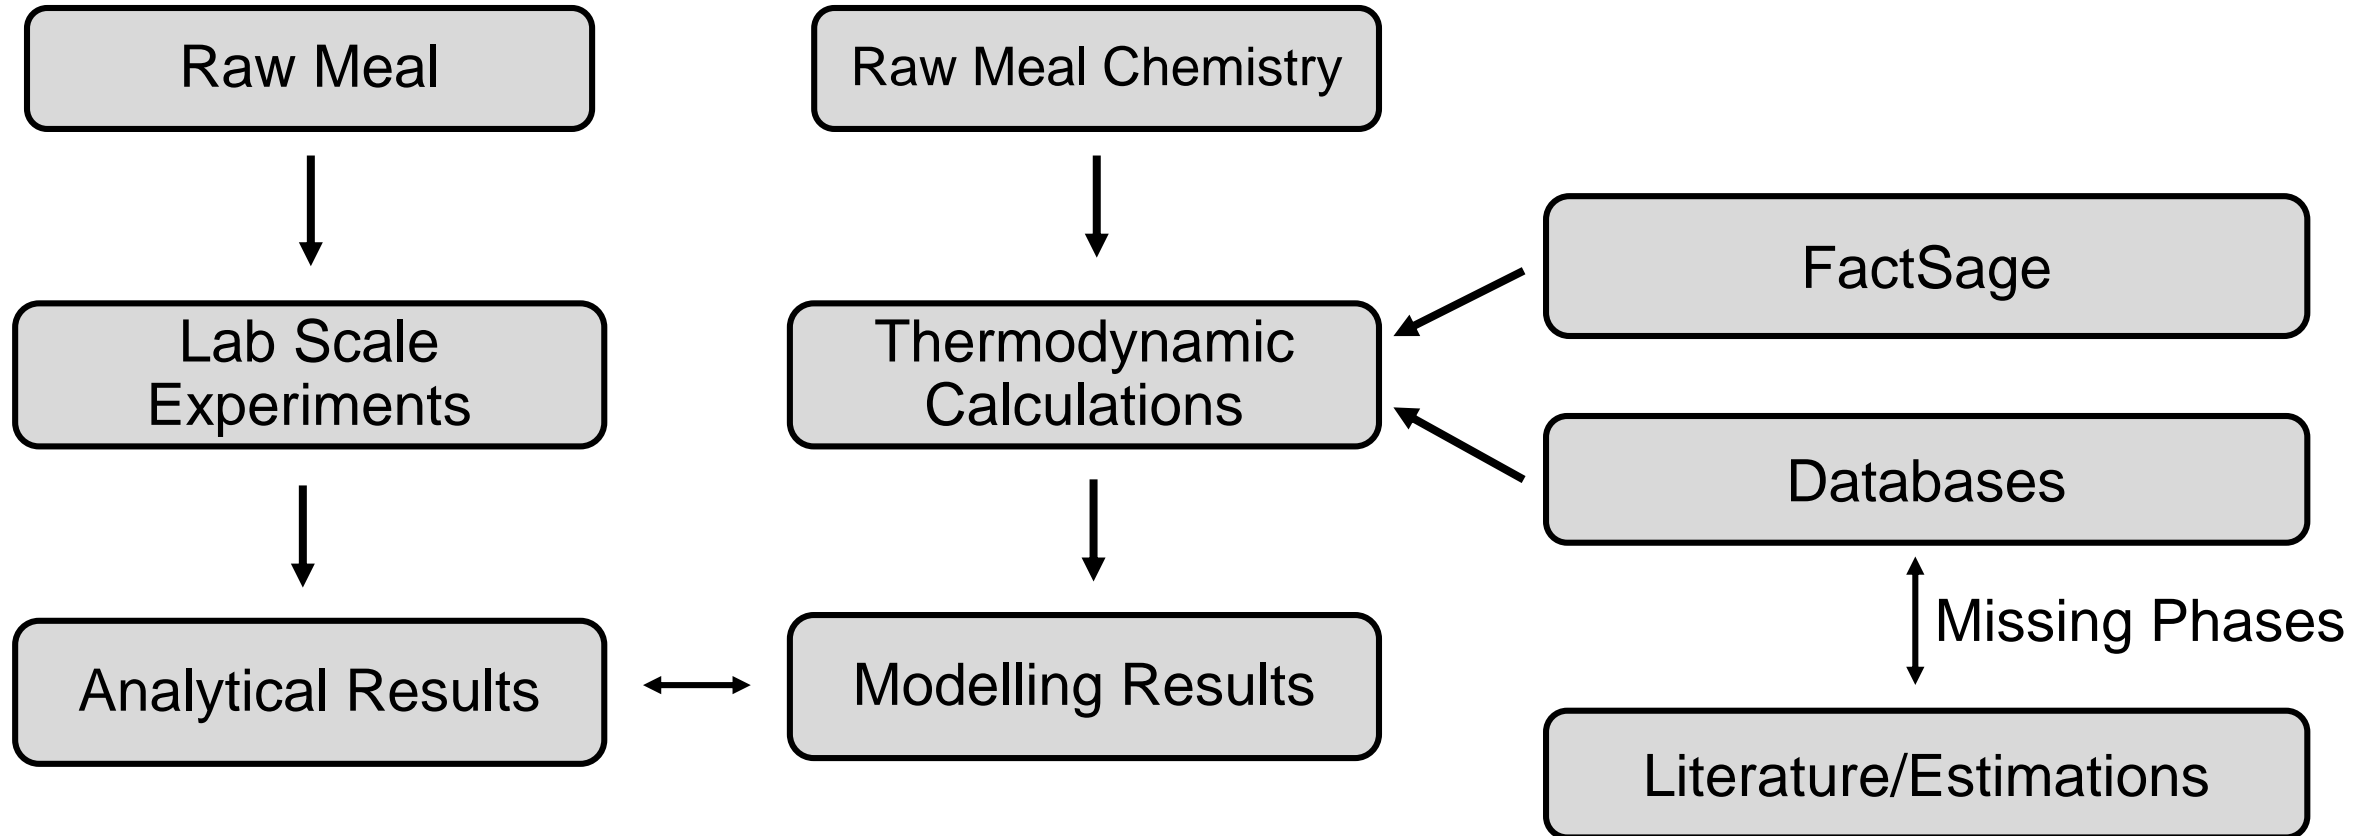 Raw Meal
Raw Meal Chemistry
FactSage
Lab Scale
Experiments
Thermodynamic
Calculations
Databases
Missing Phases
Analytical Results
Modelling Results
Literature/Estimations